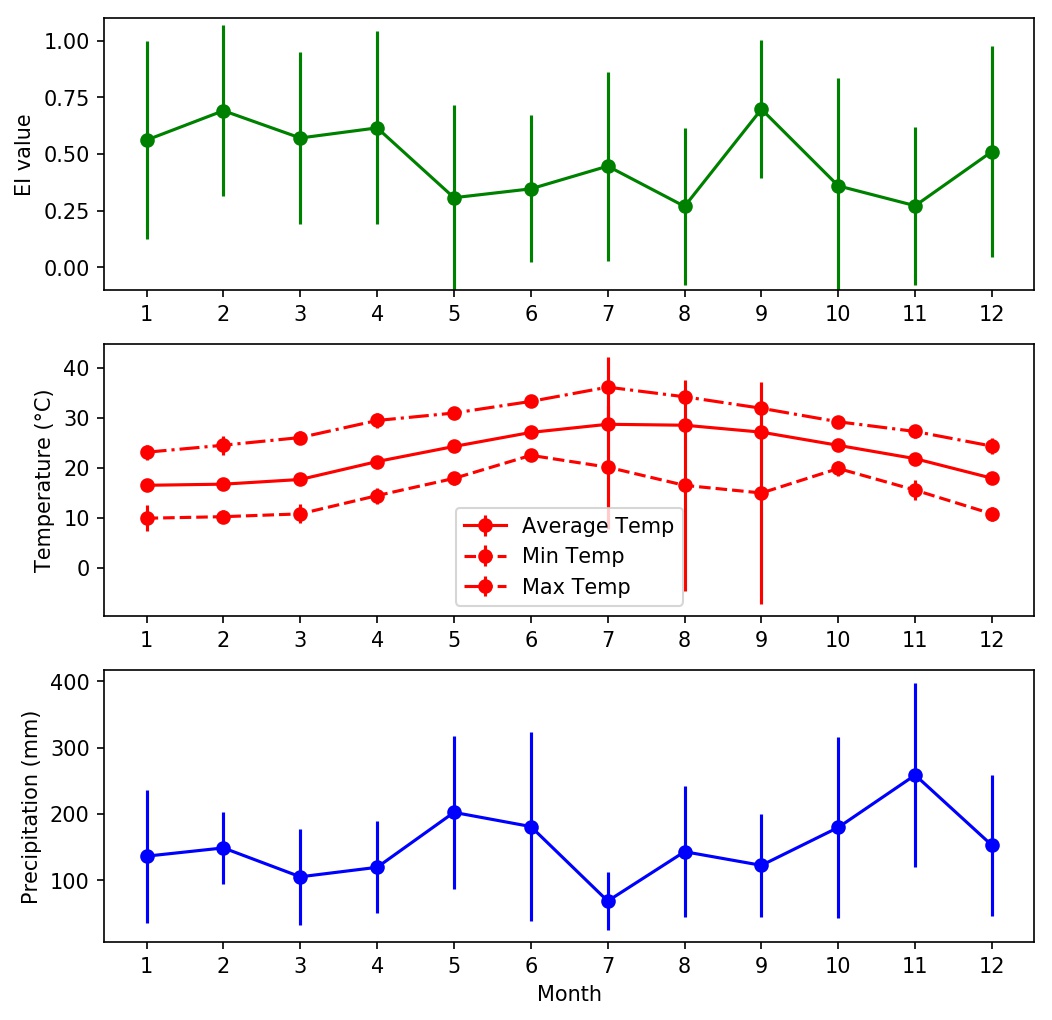 EI value
1.00
0.75
0.50
0.25
0.00
1 2 3 4 5 6 7 8 9 10 11 12
Temperature (°C)
40
30
20
10
0
Average Temp
Min Temp
Max Temp
1 2 3 4 5 6 7 8 9 10 11 12
Precipitation (mm)
400
300
200
100
1 2 3 4 5 6 7 8 9 10 11 12
Month